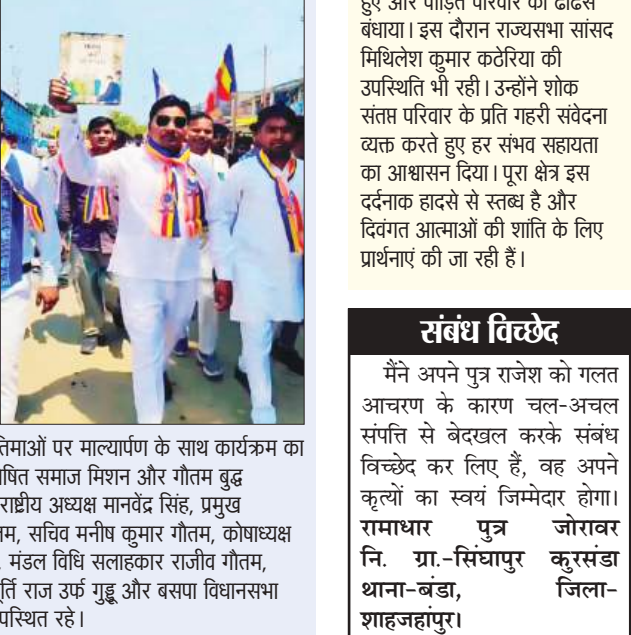 तिमाओं पर माल्यार्पण के साथ कार्यक्रम का
षित समाज मिशन और गौतम बुद्ध
राष्ट्रीय अध्यक्ष मानवेंद्र सिंह, प्रमुख
तम, सचिव मनीष कुमार गौतम, कोषाध्यक्ष
मंडल विधि सलाहकार राजीव गौतम,
र्ति राज उर्फ गुड्डू और बसपा विधानसभा
पस्थित रहे।
हुए और पीड़ित परिवार को ढांढस
बंधाया। इस दौरान राज्यसभा सांसद
मिथिलेश कुमार कठेरिया की
उपस्थिति भी रही। उन्होंने शोक
संतप्त परिवार के प्रति गहरी संवेदना
व्यक्त करते हुए हर संभव सहायता
का आश्वासन दिया। पूरा क्षेत्र इस
दर्दनाक हादसे से स्तब्ध है और
दिवंगत आत्माओं की शांति के लिए
प्रार्थनाएं की जा रही हैं।
संबंध विच्छेद
मैंने अपने पुत्र राजेश को गलत
आचरण के कारण चल-अचल
संपत्ति से बेदखल करके संबंध
विच्छेद कर लिए हैं, वह अपने
कृत्यों का स्वयं जिम्मेदार होगा।
रामाधार पुत्र जोरावर
नि. ग्रा.-सिंघापुर कुरसंडा
थाना-बंडा, जिला-
शाहजहांपुर।